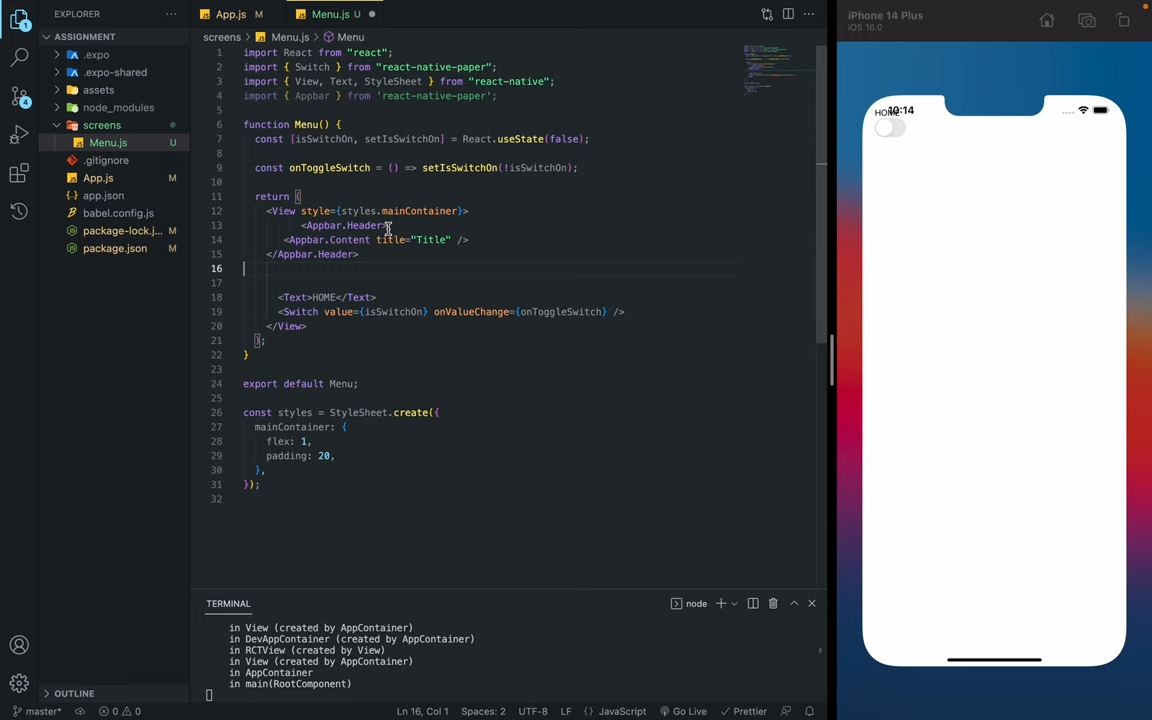 EXPLORER
App.js M
Menu.js U
iPhone 14 Plus
iOS 16.0
ASSIGNMENT
screens > Menu.js > Menu
.expo
.expo-shared
assets
node_modules
screens
Menu.js U
.gitignore
App.js M
app.json
babel.config.js
package-lock.j... M
package.json M
1 import React from "react";
2 import { Switch } from "react-native-paper";
3 import { View, Text, StyleSheet } from "react-native";
4 import { Appbar } from 'react-native-paper';
5
6 function Menu() {
7 const [isSwitchOn, setIsSwitchOn] = React.useState(false);
8
9 const onToggleSwitch = () => setIsSwitchOn(!isSwitchOn);
10
11 return (
12 <View style={styles.mainContainer}>
13 <Appbar.Header>
14 <Appbar.Content title="Title" />
15 </Appbar.Header>
16
17
18 <Text>HOME</Text>
19 <Switch value={isSwitchOn} onValueChange={onToggleSwitch} />
20 </View>
21 );
22 }
23
24 export default Menu;
25
26 const styles = StyleSheet.create({
27 mainContainer: {
28 flex: 1,
29 padding: 20,
30 },
31 });
32
HOME
10:14
1
4
TERMINAL
node
in View (created by AppContainer)
in DevAppContainer (created by AppContainer)
in RCTView (created by View)
in View (created by AppContainer)
in AppContainer
in main(RootComponent)
OUTLINE
master* 0 0 Ln 16, Col 1 Spaces: 2 UTF-8 LF {} JavaScript Go Live Prettier